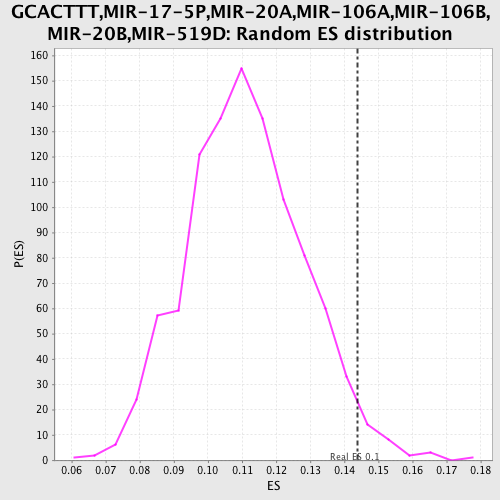 GCACTTT,MIR-17-5P,MIR-20A,MIR-106A,MIR-106B,
MIR-20B,MIR-519D: Random ES distribution
160
150
140
130
120
110
100
90
80
70
60
50
40
30
20
10
0
P(ES)
Real ES 0.1
0.06 0.07 0.08 0.09 0.10 0.11 0.12 0.13 0.14 0.15 0.16 0.17 0.18
ES